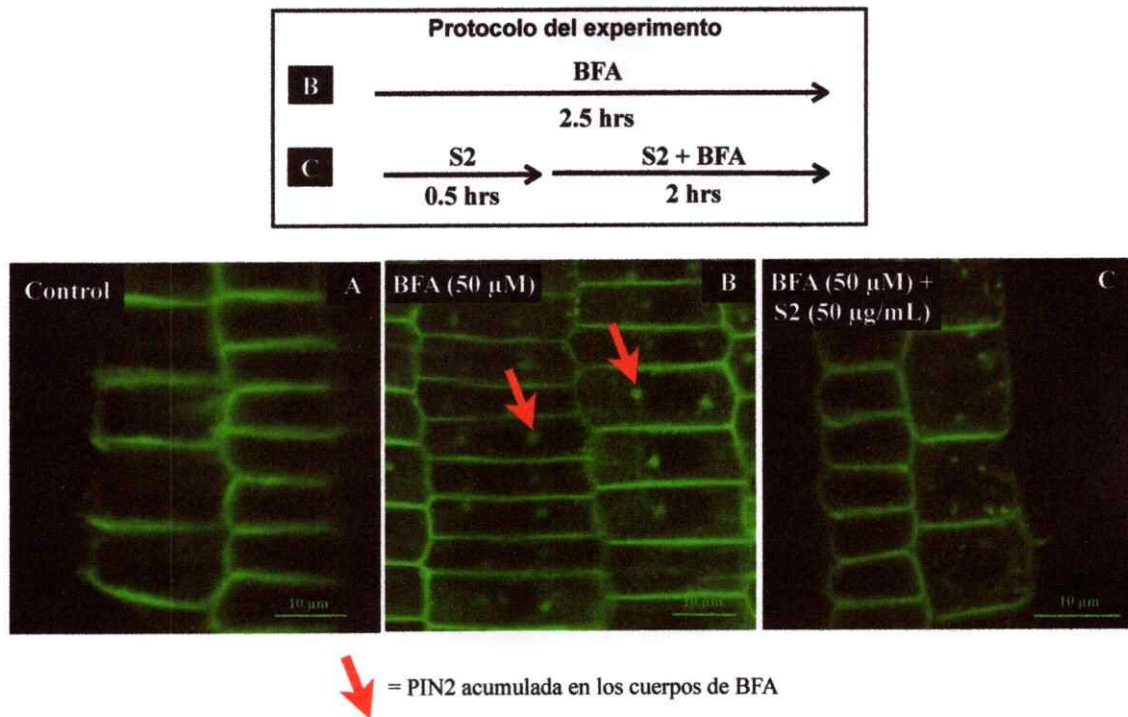 Protocolo del experimento
B
BFA
2.5 hrs
C
S2
S2 + BFA
0.5 hrs
2 hrs
Control
A
BFA (50 µM)
B
BFA (50 µM) +
S2 (50 µg/mL)
C
10 µm
10 µm
10 µm
= PIN2 acumulada en los cuerpos de BFA